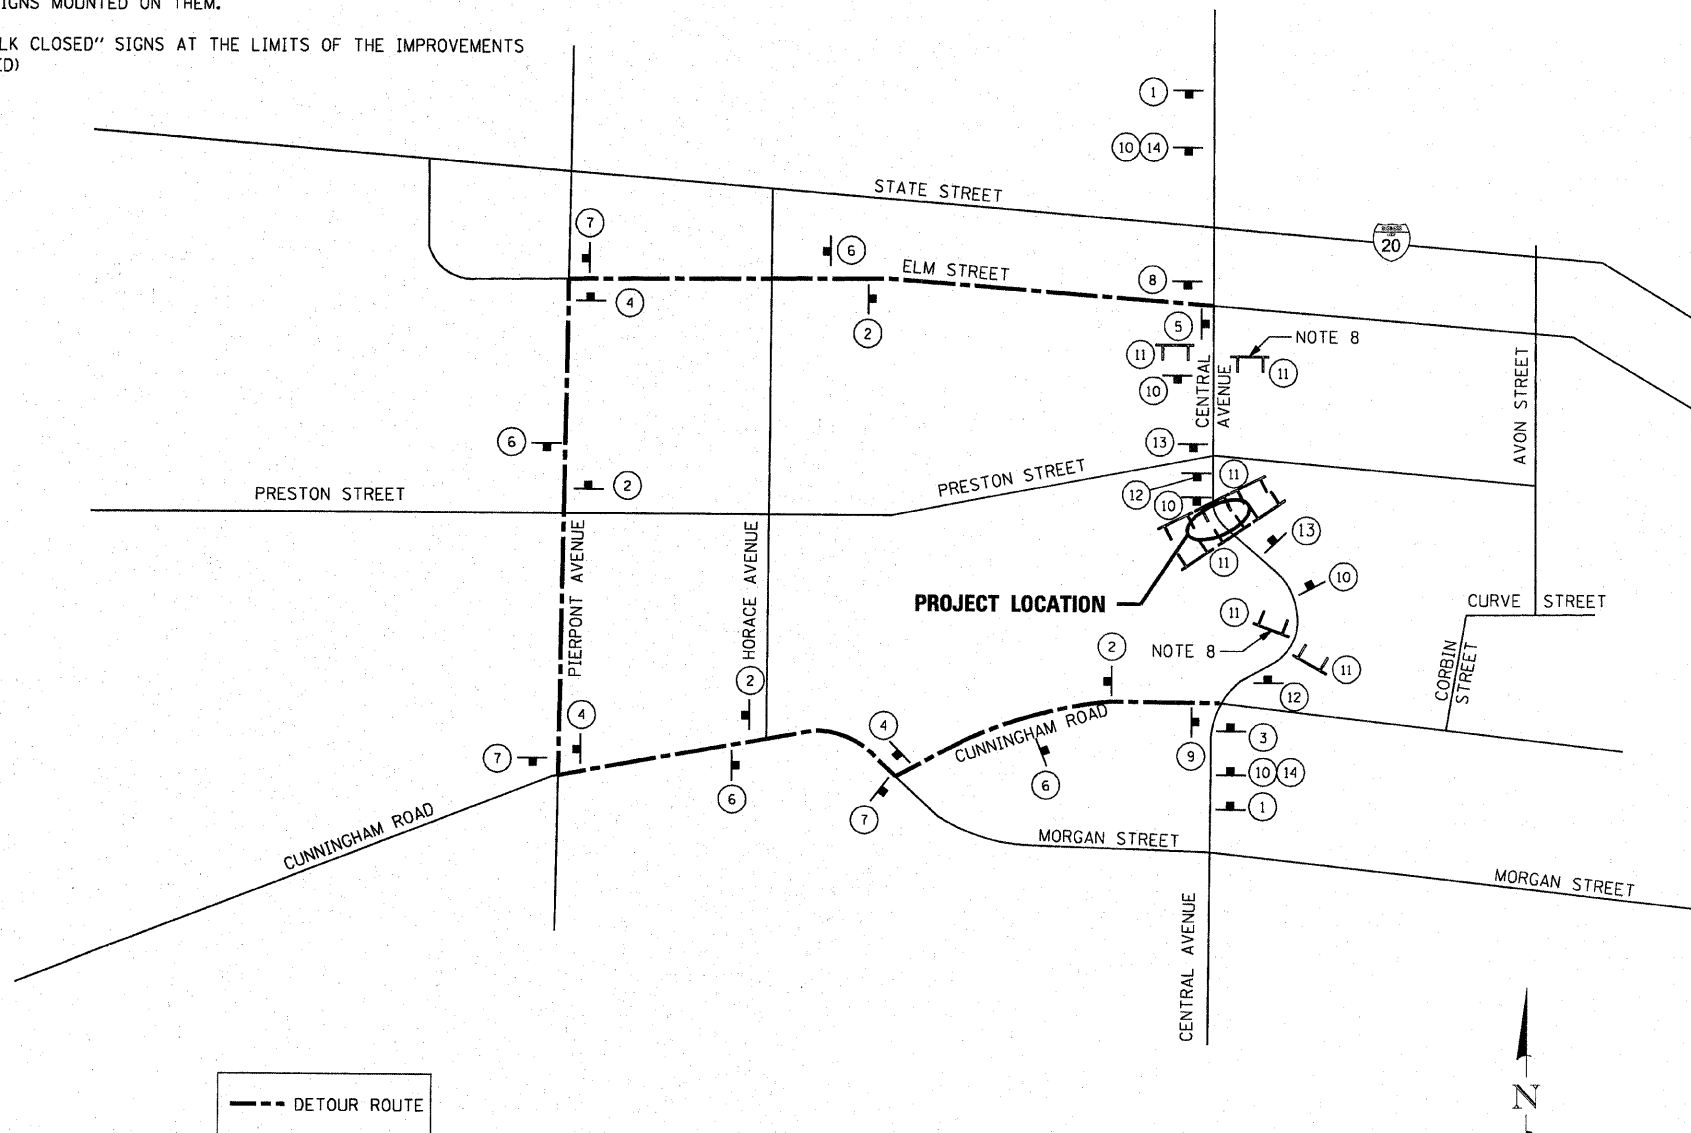 IGNS MOUNTED ON THEM.
LK CLOSED" SIGNS AT THE LIMITS OF THE IMPROVEMENTS
ED)
1
10 14
STATE STREET
20
7
6
ELM STREET
8
4
2
5
NOTE 8
11
11
10
CENTRAL AVENUE
AVON STREET
6
13
2
PRESTON STREET
PRESTON STREET
12
11
10
13
PIERPONT AVENUE
HORACE AVENUE
11
10
PROJECT LOCATION
CURVE STREET
11
NOTE 8
2
11
CORBIN STREET
2
12
4
4
CUNNINGHAM ROAD
3
7
9
10 14
6
6
1
7
CUNNINGHAM ROAD
MORGAN STREET
MORGAN STREET
CENTRAL AVENUE
N
DETOUR ROUTE